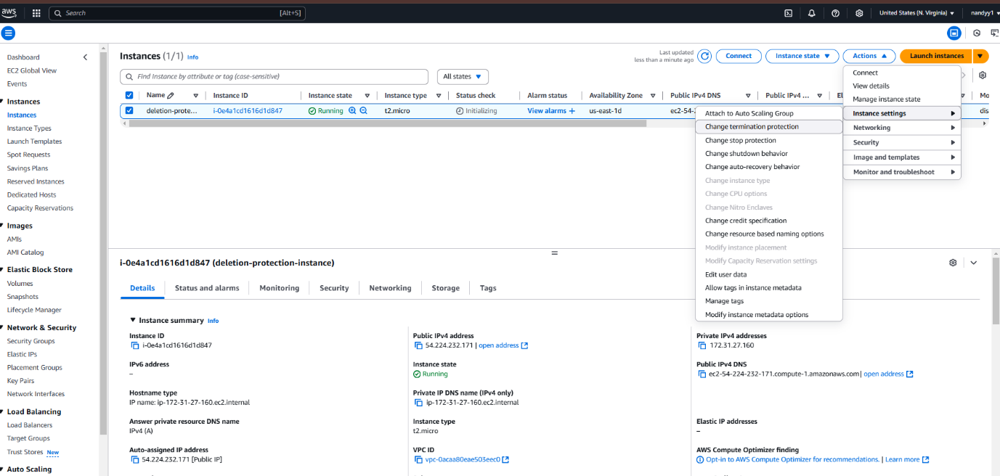 aws
Search [Alt+S]
United States (N. Virginia) nandyy1
Dashboard
EC2 Global View
Events
Instances
Instances
Instance Types
Launch Templates
Spot Requests
Savings Plans
Reserved Instances
Dedicated Hosts
Capacity Reservations
Images
AMIs
AMI Catalog
Elastic Block Store
Volumes
Snapshots
Lifecycle Manager
Network & Security
Security Groups
Elastic IPs
Placement Groups
Key Pairs
Network Interfaces
Load Balancing
Load Balancers
Target Groups
Trust Stores New
Auto Scaling
Instances (1/1) Info
Last updated
less than a minute ago
Connect
Instance state
Actions
Launch instances
Find Instance by attribute or tag (case-sensitive)
All states
Name Instance ID Instance state Instance type Status check Alarm status Availability Zone Public IPv4 DNS Public IPv4 ... Mo
deletion-prote... i-0e4a1cd1616d1d847 Running t2.micro Initializing View alarms + us-east-1d ec2-54- dis
Connect
View details
Manage instance state
Instance settings
Networking
Security
Image and templates
Monitor and troubleshoot
Attach to Auto Scaling Group
Change termination protection
Change stop protection
Change shutdown behavior
Change auto-recovery behavior
Change instance type
Change CPU options
Change Nitro Enclaves
Change credit specification
Change resource based naming options
Modify instance placement
Modify Capacity Reservation settings
Edit user data
Allow tags in instance metadata
Manage tags
Modify instance metadata options
i-0e4a1cd1616d1d847 (deletion-protection-instance)
Details Status and alarms Monitoring Security Networking Storage Tags
Instance summary Info
Instance ID
i-0e4a1cd1616d1d847
IPv6 address
–
Hostname type
IP name: ip-172-31-27-160.ec2.internal
Answer private resource DNS name
IPv4 (A)
Auto-assigned IP address
54.224.232.171 [Public IP]
Public IPv4 address
54.224.232.171 | open address
Instance state
Running
Private IP DNS name (IPv4 only)
ip-172-31-27-160.ec2.internal
Instance type
t2.micro
VPC ID
vpc-0acaa80eae503eec0
Private IPv4 addresses
172.31.27.160
Public IPv4 DNS
ec2-54-224-232-171.compute-1.amazonaws.com | open address
Elastic IP addresses
–
AWS Compute Optimizer finding
Opt-in to AWS Compute Optimizer for recommendations. | Learn more